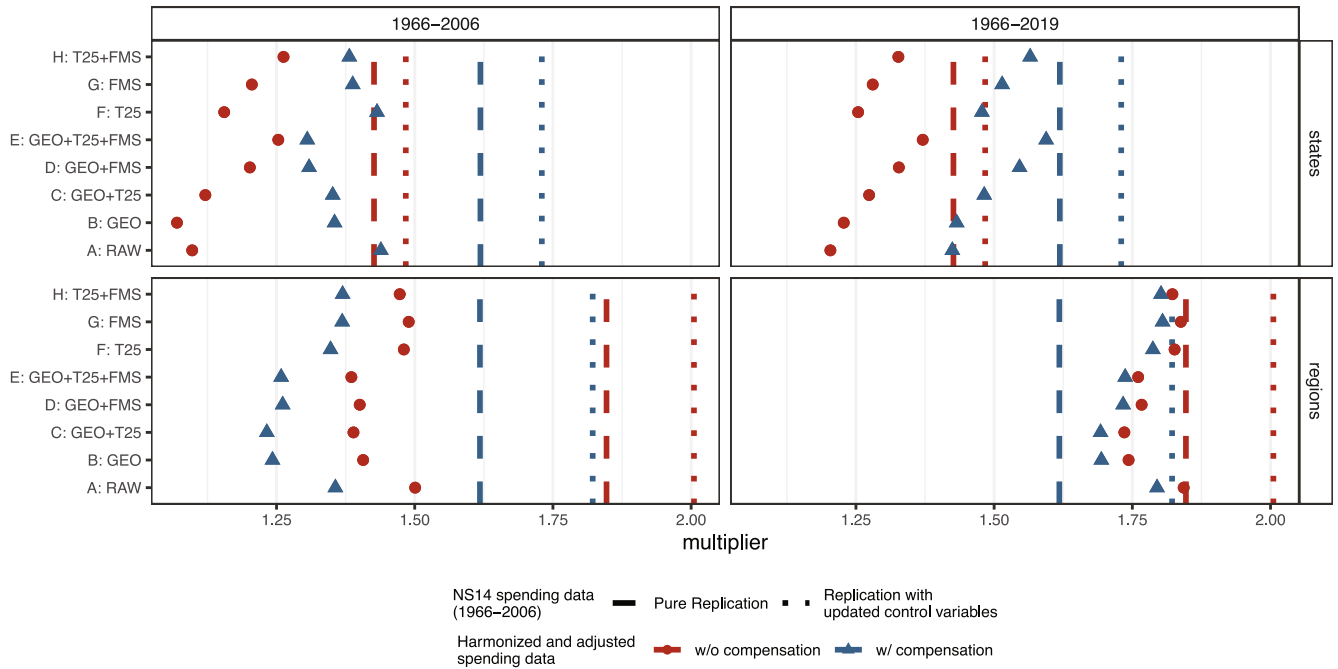 1966−2006
1966−2019
H: T25+FMS
G: FMS
F: T25
E: GEO+T25+FMS
D: GEO+FMS
C: GEO+T25
B: GEO
A: RAW
states
H: T25+FMS
G: FMS
F: T25
E: GEO+T25+FMS
D: GEO+FMS
C: GEO+T25
B: GEO
A: RAW
regions
1.25 1.50 1.75 2.00 1.25 1.50 1.75 2.00
multiplier
NS14 spending data
(1966−2006)
Pure Replication
Replication with
updated control variables
Harmonized and adjusted
spending data
w/o compensation
w/ compensation